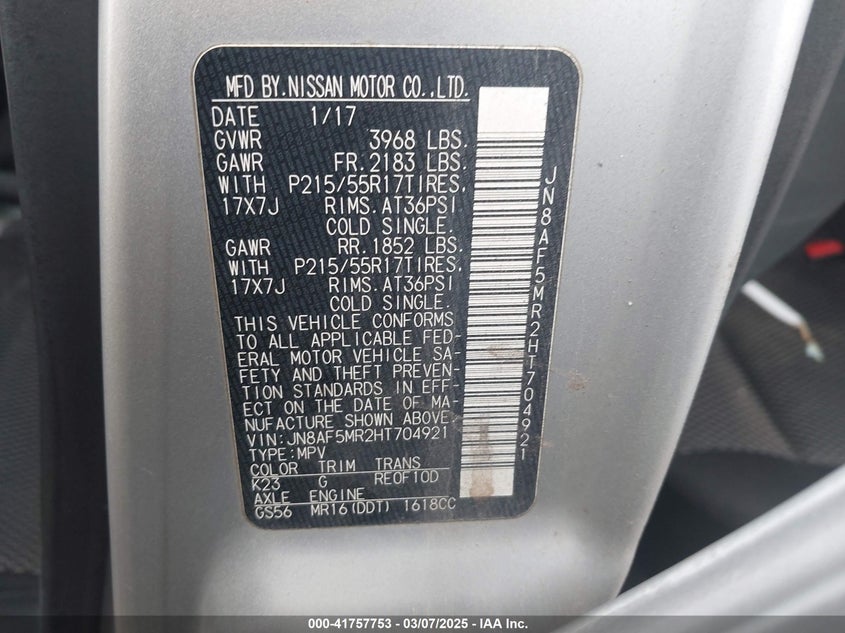 MFD BY.NISSAN MOTOR CO.,LTD.
DATE 1/17
GVWR 3968 LBS.
GAWR FR.2183 LBS.
WITH P215/55R17TIRES,
17X7J RIMS.AT36PSI
COLD SINGLE.
GAWR RR.1852 LBS.
WITH P215/55R17TIRES,
17X7J RIMS.AT36PSI
COLD SINGLE.
THIS VEHICLE CONFORMS
TO ALL APPLICABLE FED-
ERAL MOTOR VEHICLE SA-
FETY AND THEFT PREVEN-
TION STANDARDS IN EFF-
ECT ON THE DATE OF MA-
NUFACTURE SHOWN ABOVE.
VIN:JN8AF5MR2HT704921
TYPE:MPV
COLOR TRIM TRANS
K23 G REOF10D
AXLE ENGINE
GS56 MR16(DDT) 1618CC
JN8AF5MR2HT704921
000-41757753 - 03/07/2025 - IAA Inc.